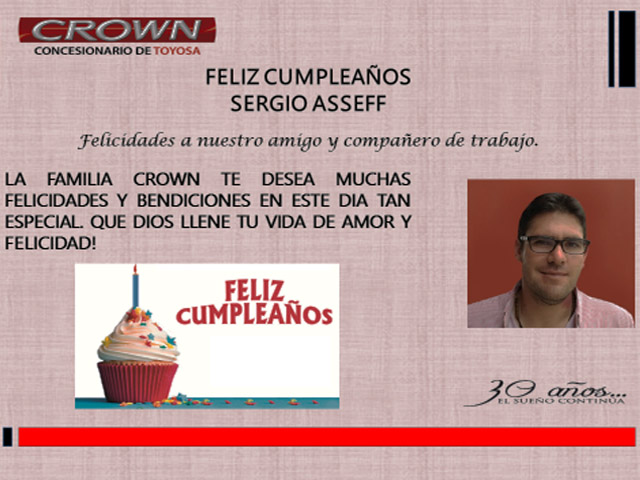 CROWN
CONCESIONARIO DE TOYOSA
FELIZ CUMPLEAÑOS
SERGIO ASSEFF
Felicidades a nuestro amigo y compañero de trabajo.
LA FAMILIA CROWN TE DESEA MUCHAS
FELICIDADES Y BENDICIONES EN ESTE DIA TAN
ESPECIAL. QUE DIOS LLENE TU VIDA DE AMOR Y
FELICIDAD!
FELIZ
CUMPLEAÑOS
30 años...
EL SUEÑO CONTINÚA